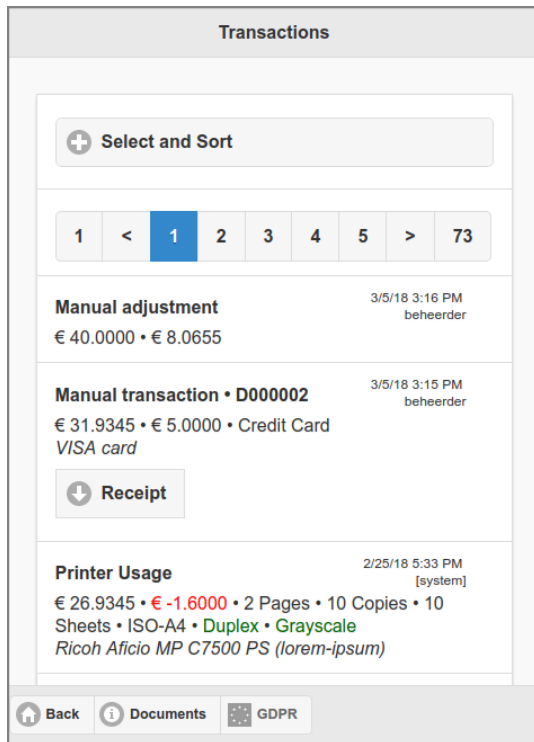 Transactions
Select and Sort
1 < 1 2 3 4 5 > 73
Manual adjustment
3/5/18 3:16 PM
beheerder
€ 40.0000 • € 8.0655
Manual transaction • D000002
3/5/18 3:15 PM
beheerder
€ 31.9345 • € 5.0000 • Credit Card
VISA card
Receipt
Printer Usage
2/25/18 5:33 PM
[system]
€ 26.9345 • € -1.6000 • 2 Pages • 10 Copies • 10
Sheets • ISO-A4 • Duplex • Grayscale
Ricoh Aficio MP C7500 PS (lorem-ipsum)
Back Documents GDPR